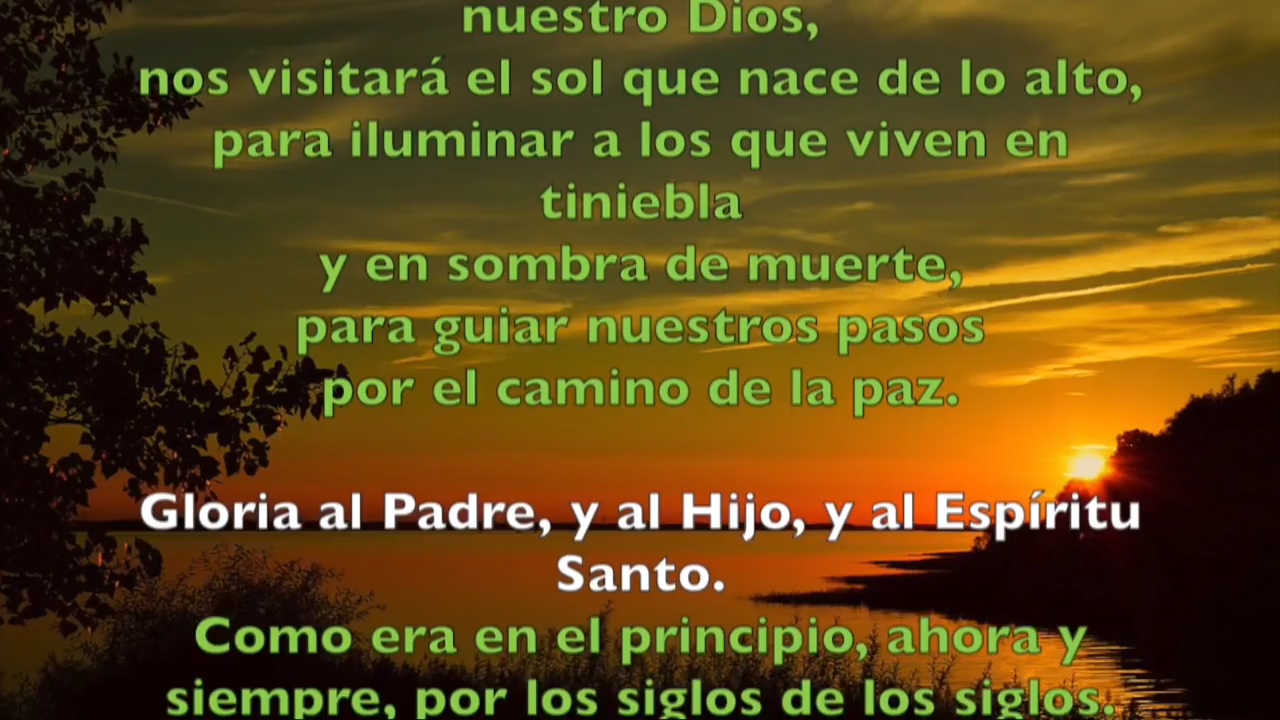 nuestro Dios,
nos visitará el sol que nace de lo alto,
para iluminar a los que viven en
tiniebla
y en sombra de muerte,
para guiar nuestros pasos
por el camino de la paz.
Gloria al Padre, y al Hijo, y al Espíritu
Santo.
Como era en el principio, ahora y
siempre, por los siglos de los siglos.